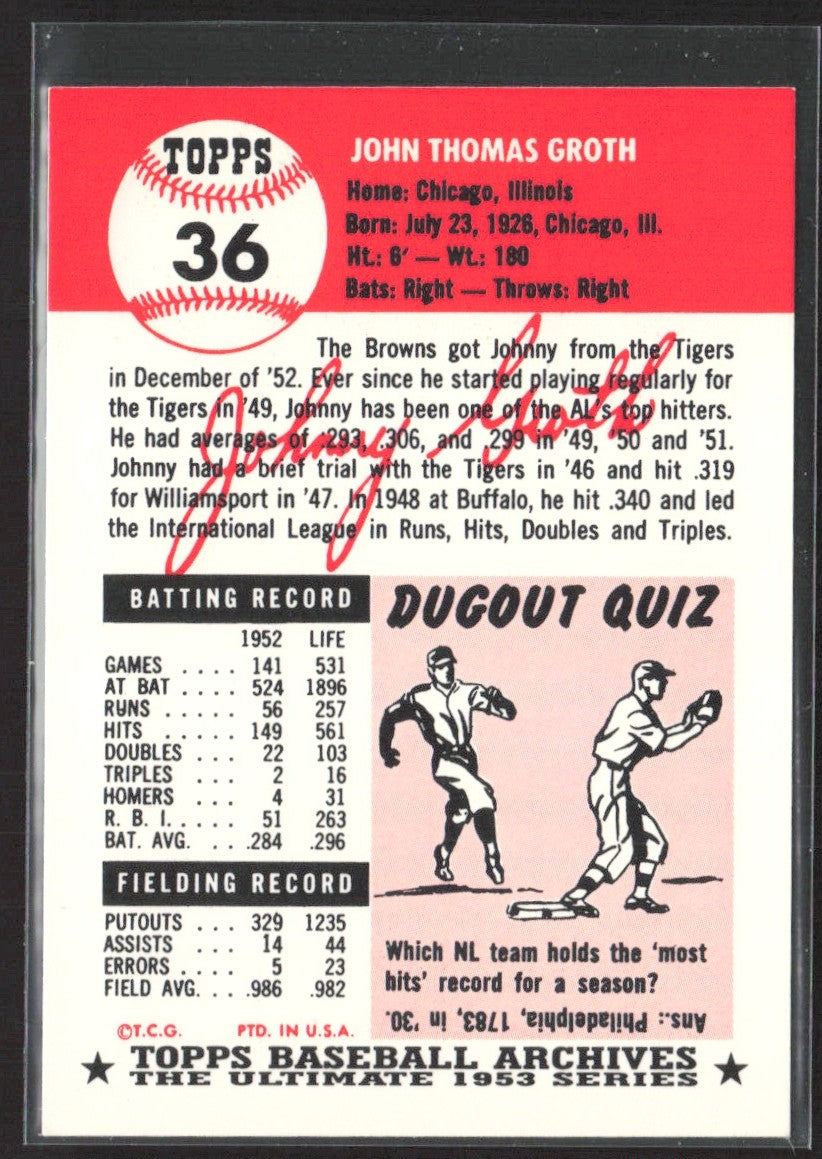 TOPPS
36
JOHN THOMAS GROTH
Home: Chicago, Illinois
Born: July 23, 1926, Chicago, Ill.
Ht.: 6' — Wt.: 180
Bats: Right — Throws: Right
The Browns got Johnny from the Tigers
in December of '52. Ever since he started playing regularly for
the Tigers in '49, Johnny has been one of the AL's top hitters.
He had averages of .293, .306, and .299 in '49, '50 and '51.
Johnny had a brief trial with the Tigers in '46 and hit .319
for Williamsport in '47. In 1948 at Buffalo, he hit .340 and led
the International League in Runs, Hits, Doubles and Triples.
Johnny Groth
BATTING RECORD
1952 LIFE
GAMES . . . . 141 531
AT BAT . . . . 524 1896
RUNS . . . . . 56 257
HITS . . . . . 149 561
DOUBLES . . . 22 103
TRIPLES . . . 2 16
HOMERS . . . 4 31
R. B. I. . . . . 51 263
BAT. AVG. . . . .284 .296
FIELDING RECORD
PUTOUTS . . . 329 1235
ASSISTS . . . . 14 44
ERRORS . . . . 5 23
FIELD AVG. . . . .986 .982
©T.C.G. PTD. IN U.S.A.
DUGOUT QUIZ
Which NL team holds the 'most
hits' record for a season?
Ans.: Philadelphia, 1783, in '30.
★ TOPPS BASEBALL ARCHIVES ★
THE ULTIMATE 1953 SERIES